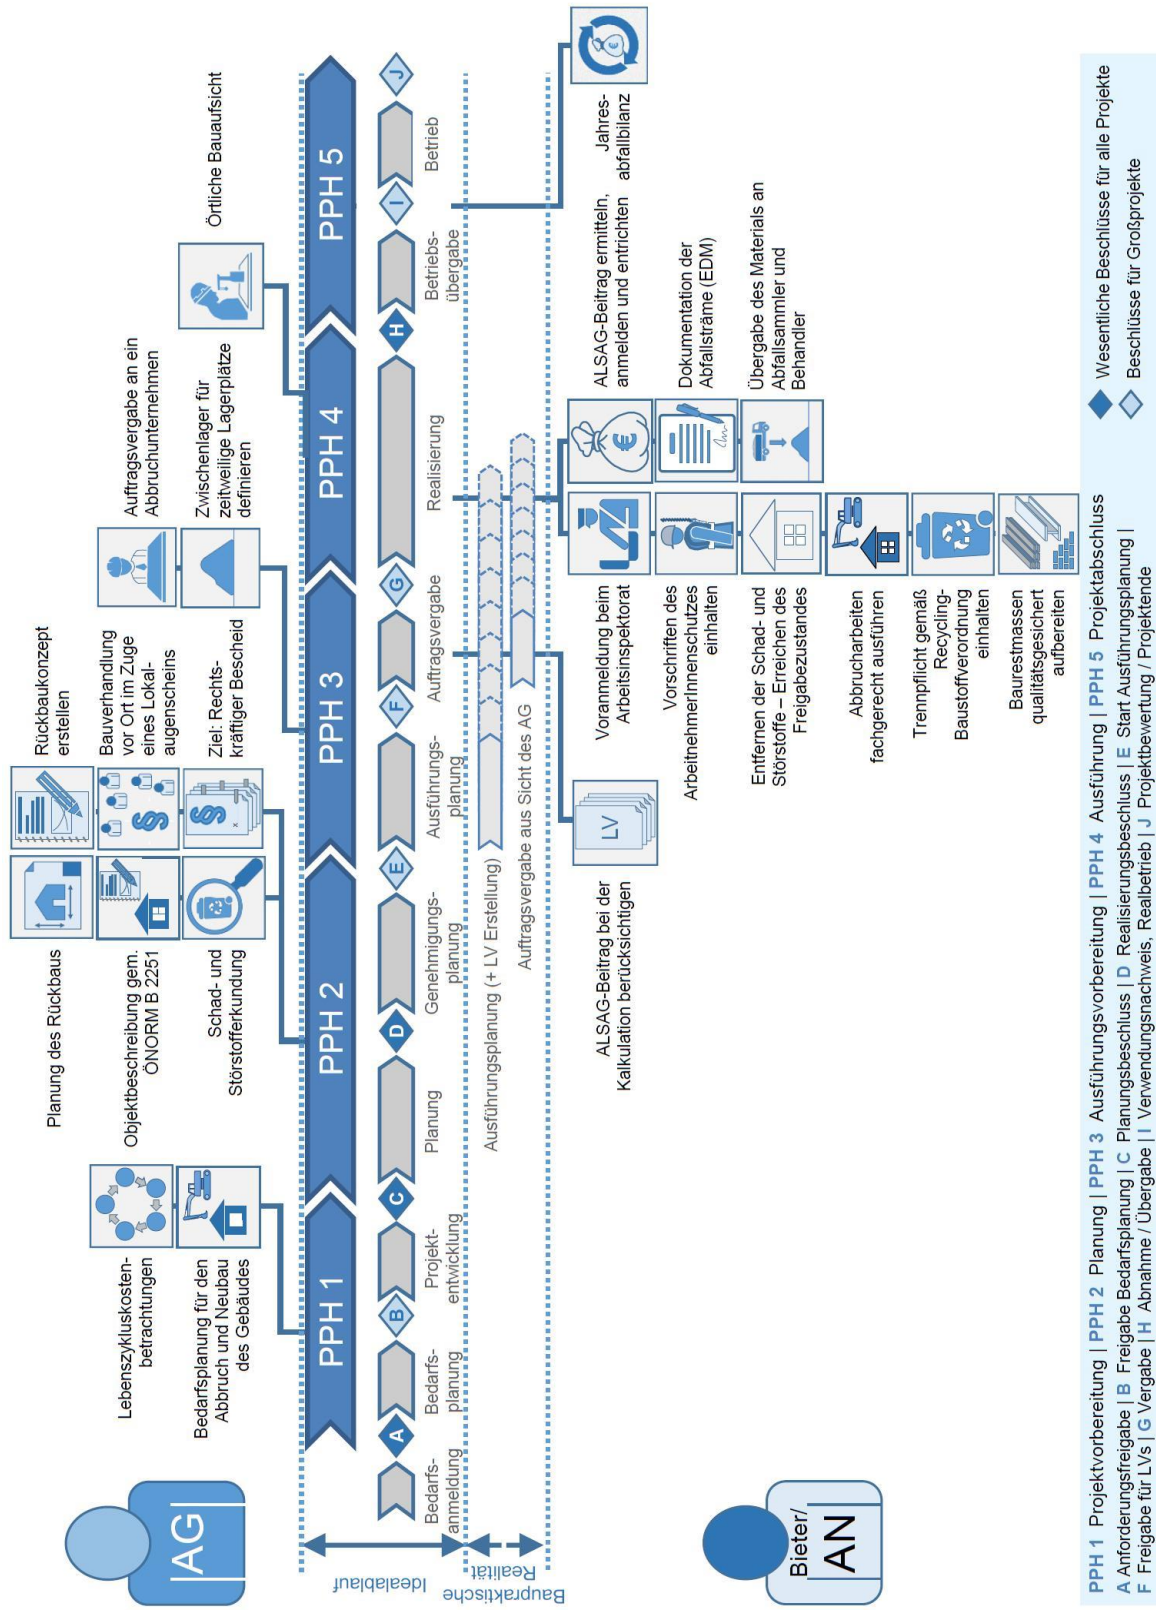 AG
Lebenszykluskosten-
betrachtungen
Bedarfsplanung für den
Abbruch und Neubau
des Gebäudes
Planung des Rückbaus
Rückbaukonzept
erstellen
Objektbeschreibung gem.
ÖNORM B 2251
Bauverhandlung
vor Ort im Zuge
eines Lokal-
augenscheins
Schad- und
Störstofferkundung
Ziel: Rechts-
kräftiger Bescheid
Auftragsvergabe an ein
Abbruchunternehmen
Zwischenlager für
zeitweilige Lagerplätze
definieren
Örtliche Bauaufsicht
§
§
Idealablauf
Baupraktische
Realität
PPH 1
PPH 2
PPH 3
PPH 4
PPH 5
A
B
C
D
E
F
G
H
I
J
Bedarfs-
anmeldung
Bedarfs-
planung
Projekt-
entwicklung
Planung
Genehmigungs-
planung
Ausführungs-
planung
Auftragsvergabe
Realisierung
Betriebs-
übergabe
Betrieb
Ausführungsplanung (+ LV Erstellung)
Auftragsvergabe aus Sicht des AG
Bieter/
AN
ALSAG-Beitrag bei der
Kalkulation berücksichtigen
LV
Voranmeldung beim
Arbeitsinspektorat
Vorschriften des
ArbeitnehmerInnenschutzes
einhalten
Entfernen der Schad- und
Störstoffe – Erreichen des
Freigabezustandes
Abbrucharbeiten
fachgerecht ausführen
Trennpflicht gemäß
Recycling-
Baustoffverordnung
einhalten
Baurestmassen
qualitätsgesichert
aufbereiten
€
ALSAG-Beitrag ermitteln,
anmelden und entrichten
Dokumentation der
Abfallsträme (EDM)
Übergabe des Materials an
Abfallsammler und
Behandler
Jahres-
abfallbilanz
€
PPH 1 Projektvorbereitung | PPH 2 Planung | PPH 3 Ausführungsvorbereitung | PPH 4 Ausführung | PPH 5 Projektabschluss
A Anforderungsfreigabe | B Freigabe Bedarfsplanung | C Planungsbeschluss | D Realisierungsbeschluss | E Start Ausführungsplanung |
F Freigabe für LVs | G Vergabe | H Abnahme / Übergabe | I Verwendungsnachweis, Realbetrieb | J Projektbewertung / Projektende
Wesentliche Beschlüsse für alle Projekte
Beschlüsse für Großprojekte